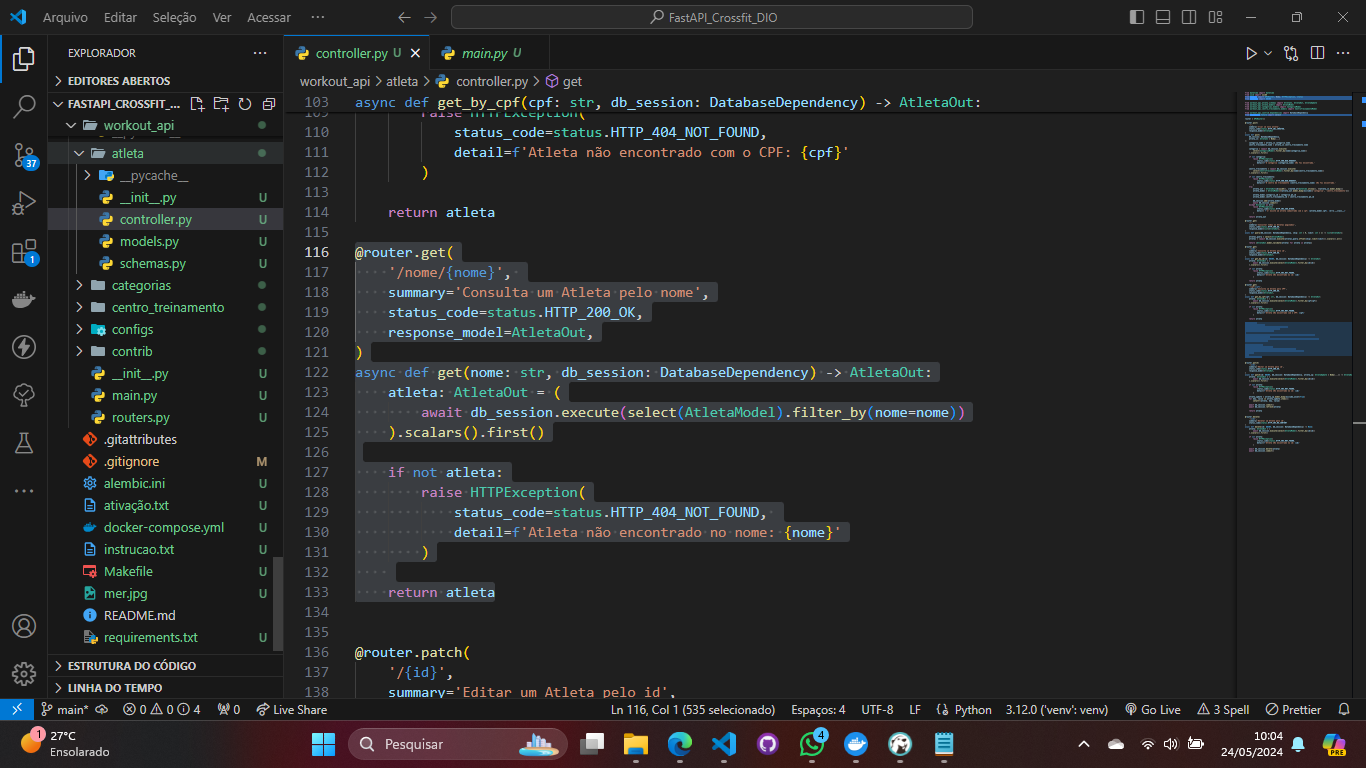 Arquivo Editar Seleção Ver Acessar ···
FastAPI_Crossfit_DIO
EXPLORADOR
EDITORES ABERTOS
FASTAPI_CROSSFIT_...
workout_api
atleta
__pycache__
__init__.py U
controller.py U
models.py U
schemas.py U
categorias
centro_treinamento
configs
contrib
__init__.py U
main.py U
routers.py U
.gitattributes
.gitignore M
alembic.ini U
ativação.txt U
docker-compose.yml U
instrucao.txt U
Makefile U
mer.jpg U
README.md
requirements.txt U
ESTRUTURA DO CÓDIGO
LINHA DO TEMPO
37
1
controller.py U
main.py U
workout_api > atleta > controller.py > get
103 async def get_by_cpf(cpf: str, db_session: DatabaseDependency) -> AtletaOut:
109 raise HTTPException(
110 status_code=status.HTTP_404_NOT_FOUND,
111 detail=f'Atleta não encontrado com o CPF: {cpf}'
112 )
113
114 return atleta
115
116 @router.get(
117 '/nome/{nome}',
118 summary='Consulta um Atleta pelo nome',
119 status_code=status.HTTP_200_OK,
120 response_model=AtletaOut,
121 )
122 async def get(nome: str, db_session: DatabaseDependency) -> AtletaOut:
123 atleta: AtletaOut = (
124 await db_session.execute(select(AtletaModel).filter_by(nome=nome))
125 ).scalars().first()
126
127 if not atleta:
128 raise HTTPException(
129 status_code=status.HTTP_404_NOT_FOUND,
130 detail=f'Atleta não encontrado no nome: {nome}'
131 )
132
133 return atleta
134
135
136 @router.patch(
137 '/{id}',
138 summary='Editar um Atleta pelo id',
main* 0 0 4 0 Live Share Ln 116, Col 1 (535 selecionado) Espaços: 4 UTF-8 LF Python 3.12.0 ('venv': venv) Go Live 3 Spell Prettier
1
27°C
Ensolarado
Pesquisar
4
10:04
24/05/2024
PRE